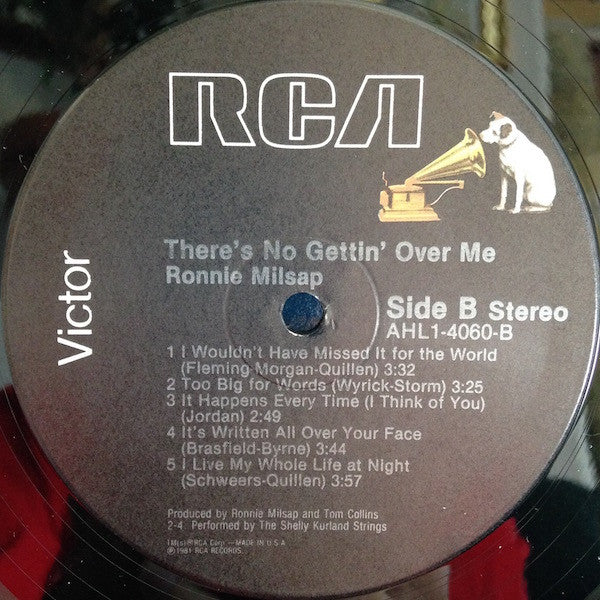 RCA
Victor
There's No Gettin' Over Me
Ronnie Milsap
Side B Stereo
AHL1-4060-B
1 I Wouldn't Have Missed It for the World
(Fleming-Morgan-Quillen) 3:32
2 Too Big for Words (Wyrick-Storm) 3:25
3 It Happens Every Time (I Think of You)
(Jordan) 2:49
4 It's Written All Over Your Face
(Brasfield-Byrne) 3:44
5 I Live My Whole Life at Night
(Schweers-Quillen) 3:57
Produced by Ronnie Milsap and Tom Collins
2-4. Performed by The Shelly Kurland Strings
TM(s)® RCA Corp.—MADE IN U.S.A.
℗ 1981 RCA RECORDS